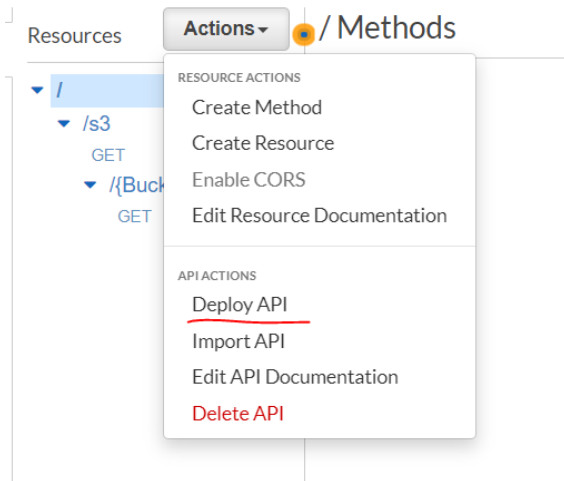 Resources
Actions
/ Methods
/
/s3
GET
/{Buck
GET
RESOURCE ACTIONS
Create Method
Create Resource
Enable CORS
Edit Resource Documentation
API ACTIONS
Deploy API
Import API
Edit API Documentation
Delete API